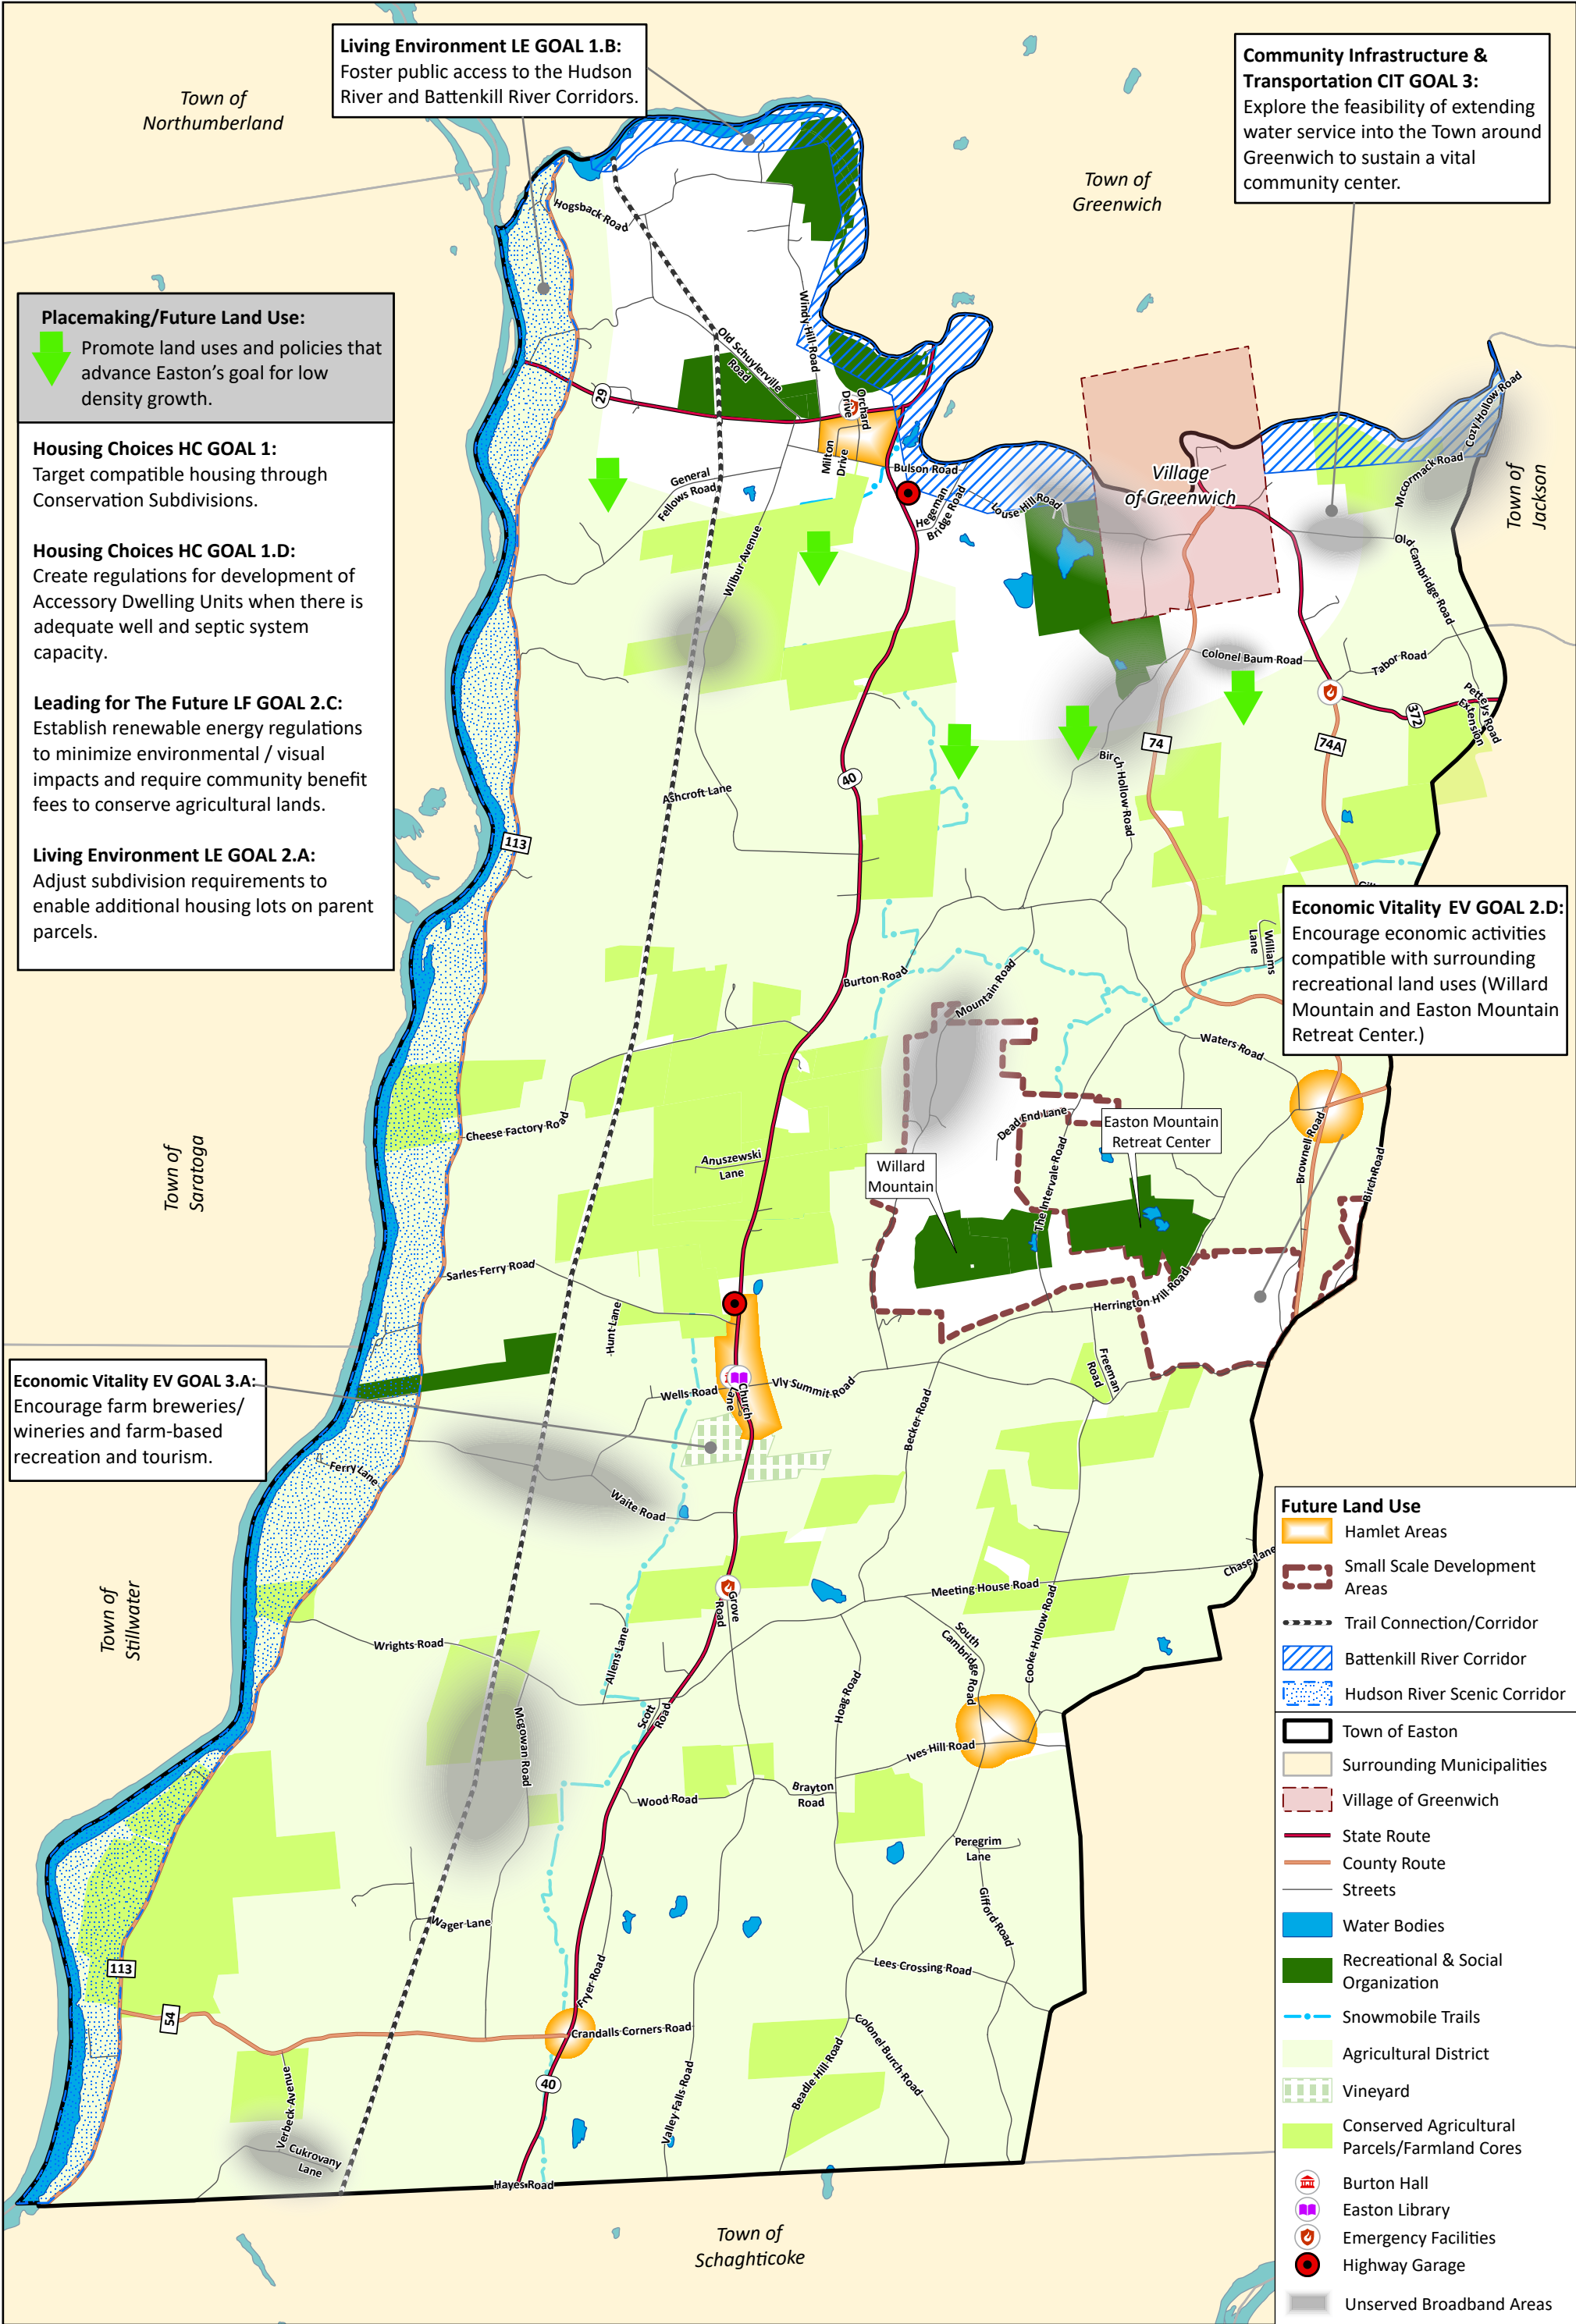 Living Environment LE GOAL 1.B:
Foster public access to the Hudson
River and Battenkill River Corridors.
Community Infrastructure &
Transportation CIT GOAL 3:
Explore the feasibility of extending
water service into the Town around
Greenwich to sustain a vital
community center.
Town of
Northumberland
Town of
Greenwich
Hogsback Road
Placemaking/Future Land Use:
Promote land uses and policies that
advance Easton's goal for low
density growth.
Housing Choices HC GOAL 1:
Target compatible housing through
Conservation Subdivisions.
Housing Choices HC GOAL 1.D:
Create regulations for development of
Accessory Dwelling Units when there is
adequate well and septic system
capacity.
Leading for The Future LF GOAL 2.C:
Establish renewable energy regulations
to minimize environmental / visual
impacts and require community benefit
fees to conserve agricultural lands.
Living Environment LE GOAL 2.A:
Adjust subdivision requirements to
enable additional housing lots on parent
parcels.
Windy Hill Road
Old Schuylerville
Road
29
Orchard
Drive
Milton
Drive
Bulson Road
General
Fellows Road
Hegeman
Bridge Road
Louse Hill Road
Village
of Greenwich
Cozy Hollow Road
Mccormack Road
Town of
Jackson
Old Cambridge Road
Wilbur Avenue
Colonel Baum Road
Tabor Road
Petteys Road
Extension
372
74
74A
Birch Hollow Road
40
Ashcroft Lane
113
Economic Vitality EV GOAL 2.D:
Encourage economic activities
compatible with surrounding
recreational land uses (Willard
Mountain and Easton Mountain
Retreat Center.)
Williams
Lane
Burton Road
Mountain Road
Waters Road
Cheese Factory Road
Dead End Lane
Easton Mountain
Retreat Center
Brownell Road
Birch Road
Town of
Saratoga
Anuszewski
Lane
Willard
Mountain
The Intervale Road
Sarles Ferry Road
Herrington Hill Road
Hunt Lane
Freeman
Road
Economic Vitality EV GOAL 3.A:
Encourage farm breweries/
wineries and farm-based
recreation and tourism.
Wells Road
Church
Lane
Vly Summit Road
Becker Road
Ferry Lane
Waite Road
Town of
Stillwater
Grove
Road
Meeting House Road
Chase Lane
Wrights Road
Allens Lane
South
Cambridge Road
Cooke Hollow Road
Mcgowan Road
Scott
Road
Hoag Road
Ives Hill Road
Wood Road
Brayton
Road
Peregrim
Lane
Gifford Road
Wager Lane
Lees Crossing Road
113
54
Fryer Road
Crandalls Corners Road
40
Verbeck Avenue
Cukrovany
Lane
Valley Falls Road
Beadle Hill Road
Colonel Burch Road
Hayes Road
Town of
Schaghticoke
Future Land Use
Hamlet Areas
Small Scale Development
Areas
Trail Connection/Corridor
Battenkill River Corridor
Hudson River Scenic Corridor
Town of Easton
Surrounding Municipalities
Village of Greenwich
State Route
County Route
Streets
Water Bodies
Recreational & Social
Organization
Snowmobile Trails
Agricultural District
Vineyard
Conserved Agricultural
Parcels/Farmland Cores
Burton Hall
Easton Library
Emergency Facilities
Highway Garage
Unserved Broadband Areas